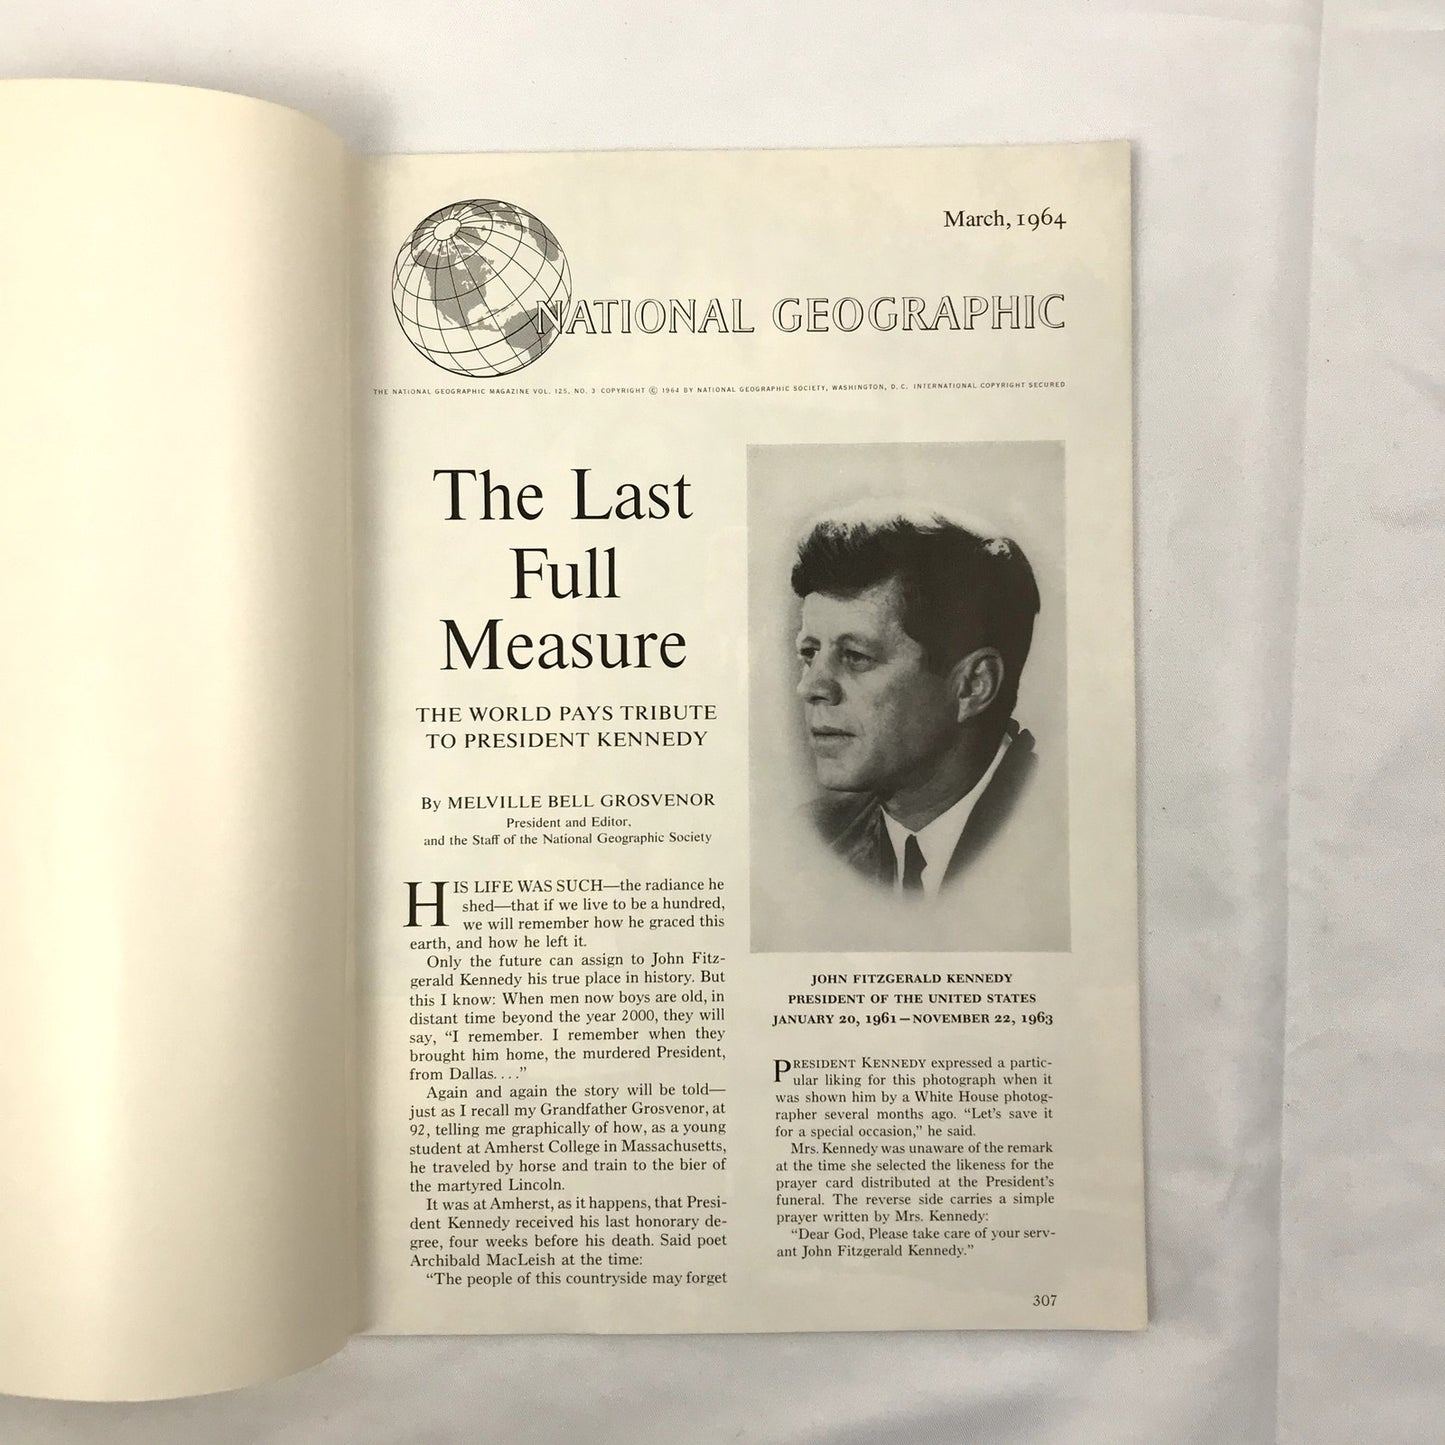 March, 1964
NATIONAL GEOGRAPHIC
THE NATIONAL GEOGRAPHIC MAGAZINE VOL. 125, NO. 3 COPYRIGHT © 1964 BY NATIONAL GEOGRAPHIC SOCIETY, WASHINGTON, D. C. INTERNATIONAL COPYRIGHT SECURED
The Last
Full
Measure
THE WORLD PAYS TRIBUTE
TO PRESIDENT KENNEDY
By MELVILLE BELL GROSVENOR
President and Editor,
and the Staff of the National Geographic Society
HIS LIFE WAS SUCH—the radiance he
shed—that if we live to be a hundred,
we will remember how he graced this
earth, and how he left it.
Only the future can assign to John Fitz-
gerald Kennedy his true place in history. But
this I know: When men now boys are old, in
distant time beyond the year 2000, they will
say, “I remember. I remember when they
brought him home, the murdered President,
from Dallas. . . .”
Again and again the story will be told—
just as I recall my Grandfather Grosvenor, at
92, telling me graphically of how, as a young
student at Amherst College in Massachusetts,
he traveled by horse and train to the bier of
the martyred Lincoln.
It was at Amherst, as it happens, that Presi-
dent Kennedy received his last honorary de-
gree, four weeks before his death. Said poet
Archibald MacLeish at the time:
“The people of this countryside may forget
JOHN FITZGERALD KENNEDY
PRESIDENT OF THE UNITED STATES
JANUARY 20, 1961—NOVEMBER 22, 1963
PRESIDENT KENNEDY expressed a partic-
ular liking for this photograph when it
was shown him by a White House photog-
rapher several months ago. “Let’s save it
for a special occasion,” he said.
Mrs. Kennedy was unaware of the remark
at the time she selected the likeness for the
prayer card distributed at the President’s
funeral. The reverse side carries a simple
prayer written by Mrs. Kennedy:
“Dear God, Please take care of your serv-
ant John Fitzgerald Kennedy.”
307